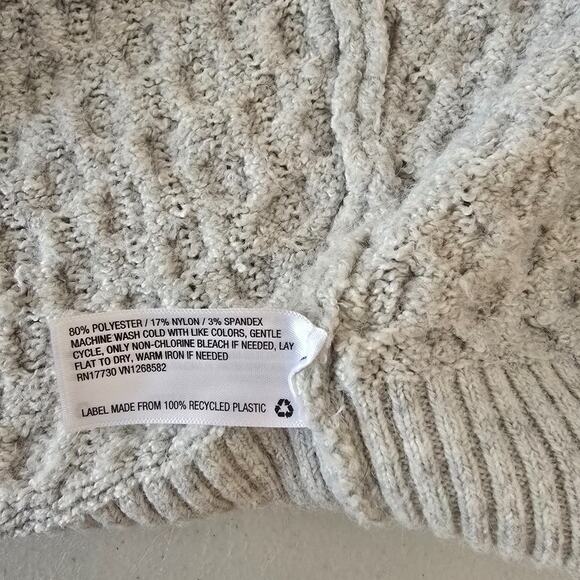 80% POLYESTER / 17% NYLON / 3% SPANDEX
MACHINE WASH COLD WITH LIKE COLORS, GENTLE
CYCLE, ONLY NON-CHLORINE BLEACH IF NEEDED, LAY
FLAT TO DRY, WARM IRON IF NEEDED
RN17730 VN1268582
LABEL MADE FROM 100% RECYCLED PLASTIC